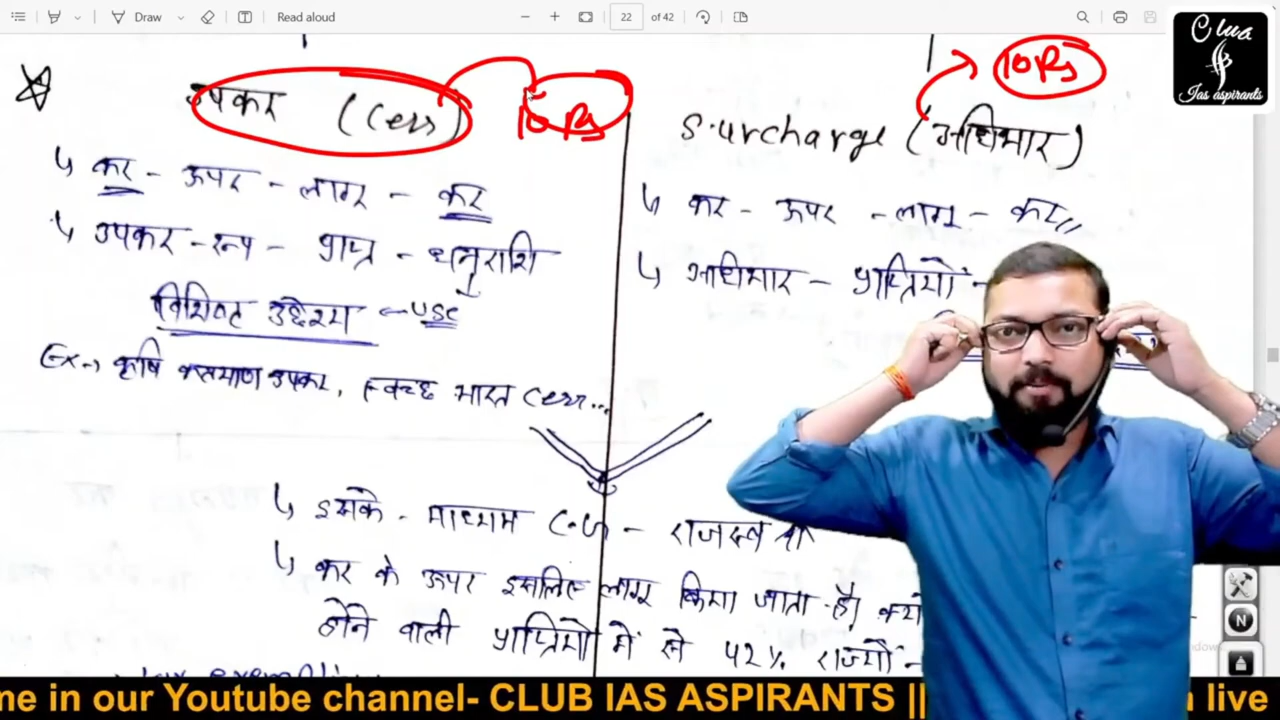 Draw
Read aloud
22 of 42
Club
Ias aspirants
10 Rs
10 Rs
उपकर (Cess)
Surcharge (अधिभार)
↳ कर - ऊपर - लागू - कर
↳ कर - ऊपर - लागू - कर
↳ उपकर - रूप - प्राप्त - धनराशि
↳ अधिभार - प्राप्तियों -
विशिष्ट उद्देश्य ← use
Ex→ कृषि कल्याण उपकर, स्वच्छ भारत Cess...
↳ इसके - माध्यम C.G - राजस्व
↳ कर के ऊपर इसलिए लागू किया जाता है।
होने वाली प्राप्तियों में से 42% राज्यों -
me in our Youtube channel- CLUB IAS ASPIRANTS || n live